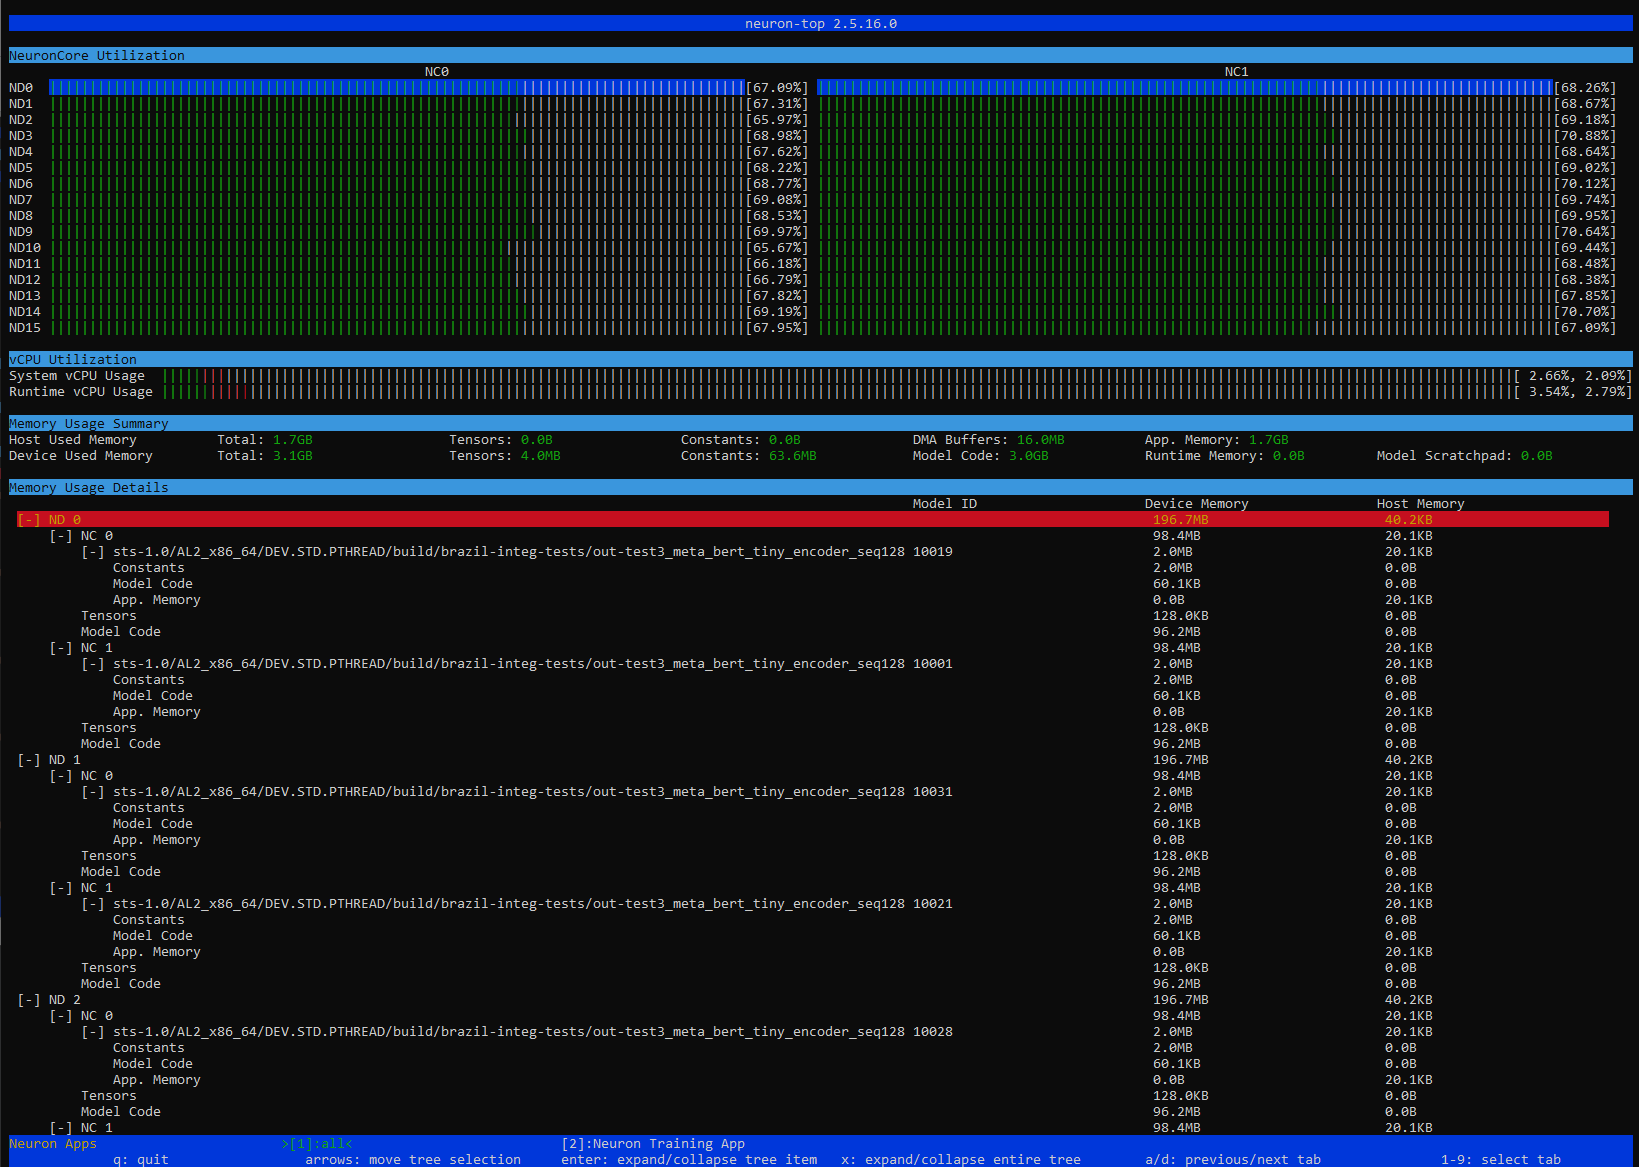 neuron-top 2.5.16.0
NeuronCore Utilization
NC0 NC1
ND0 [67.09%] [68.26%]
ND1 [67.31%] [68.67%]
ND2 [65.97%] [69.18%]
ND3 [68.98%] [70.88%]
ND4 [67.62%] [68.64%]
ND5 [68.22%] [69.02%]
ND6 [68.77%] [70.12%]
ND7 [69.08%] [69.74%]
ND8 [68.53%] [69.95%]
ND9 [69.97%] [70.64%]
ND10 [65.67%] [69.44%]
ND11 [66.18%] [68.48%]
ND12 [66.79%] [68.38%]
ND13 [67.82%] [67.85%]
ND14 [69.19%] [70.70%]
ND15 [67.95%] [67.09%]
vCPU Utilization
System vCPU Usage [ 2.66%, 2.09%]
Runtime vCPU Usage [ 3.54%, 2.79%]
Memory Usage Summary
Host Used Memory Total: 1.7GB Tensors: 0.0B Constants: 0.0B DMA Buffers: 16.0MB App. Memory: 1.7GB
Device Used Memory Total: 3.1GB Tensors: 4.0MB Constants: 63.6MB Model Code: 3.0GB Runtime Memory: 0.0B Model Scratchpad: 0.0B
Memory Usage Details
Model ID Device Memory Host Memory
[-] ND 0 196.7MB 40.2KB
[-] NC 0 98.4MB 20.1KB
[-] sts-1.0/AL2_x86_64/DEV.STD.PTHREAD/build/brazil-integ-tests/out-test3_meta_bert_tiny_encoder_seq128 10019 2.0MB 20.1KB
Constants 2.0MB 0.0B
Model Code 60.1KB 0.0B
App. Memory 0.0B 20.1KB
Tensors 128.0KB 0.0B
Model Code 96.2MB 0.0B
[-] NC 1 98.4MB 20.1KB
[-] sts-1.0/AL2_x86_64/DEV.STD.PTHREAD/build/brazil-integ-tests/out-test3_meta_bert_tiny_encoder_seq128 10001 2.0MB 20.1KB
Constants 2.0MB 0.0B
Model Code 60.1KB 0.0B
App. Memory 0.0B 20.1KB
Tensors 128.0KB 0.0B
Model Code 96.2MB 0.0B
[-] ND 1 196.7MB 40.2KB
[-] NC 0 98.4MB 20.1KB
[-] sts-1.0/AL2_x86_64/DEV.STD.PTHREAD/build/brazil-integ-tests/out-test3_meta_bert_tiny_encoder_seq128 10031 2.0MB 20.1KB
Constants 2.0MB 0.0B
Model Code 60.1KB 0.0B
App. Memory 0.0B 20.1KB
Tensors 128.0KB 0.0B
Model Code 96.2MB 0.0B
[-] NC 1 98.4MB 20.1KB
[-] sts-1.0/AL2_x86_64/DEV.STD.PTHREAD/build/brazil-integ-tests/out-test3_meta_bert_tiny_encoder_seq128 10021 2.0MB 20.1KB
Constants 2.0MB 0.0B
Model Code 60.1KB 0.0B
App. Memory 0.0B 20.1KB
Tensors 128.0KB 0.0B
Model Code 96.2MB 0.0B
[-] ND 2 196.7MB 40.2KB
[-] NC 0 98.4MB 20.1KB
[-] sts-1.0/AL2_x86_64/DEV.STD.PTHREAD/build/brazil-integ-tests/out-test3_meta_bert_tiny_encoder_seq128 10028 2.0MB 20.1KB
Constants 2.0MB 0.0B
Model Code 60.1KB 0.0B
App. Memory 0.0B 20.1KB
Tensors 128.0KB 0.0B
Model Code 96.2MB 0.0B
[-] NC 1 98.4MB 20.1KB
Neuron Apps >[1]:all< [2]:Neuron Training App
q: quit arrows: move tree selection enter: expand/collapse tree item x: expand/collapse entire tree a/d: previous/next tab 1-9: select tab